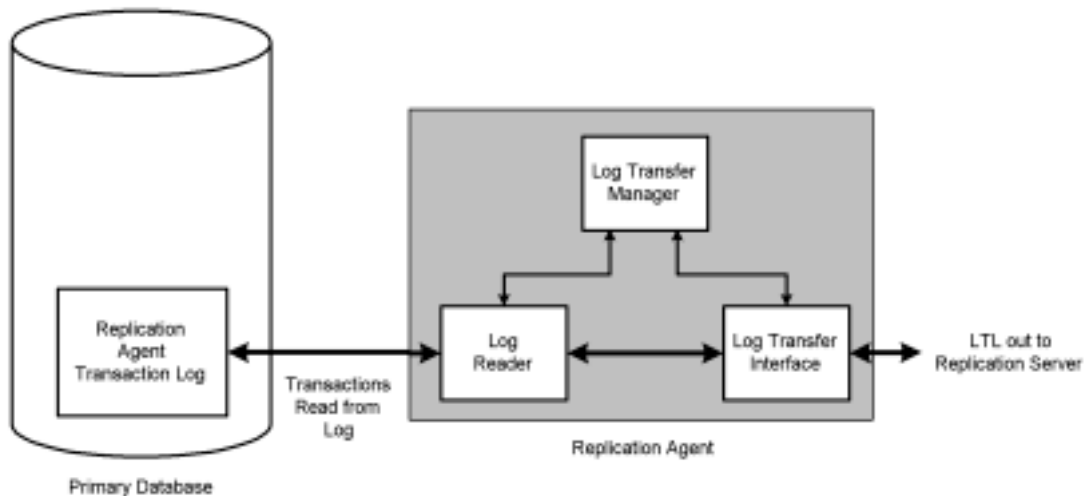 Log Transfer
Manager
Replication
Agent
Transaction Log
Log
Reader
Log Transfer
Interface
LTL out to
Replication Server
Transactions
Read from
Log
Replication Agent
Primary Database